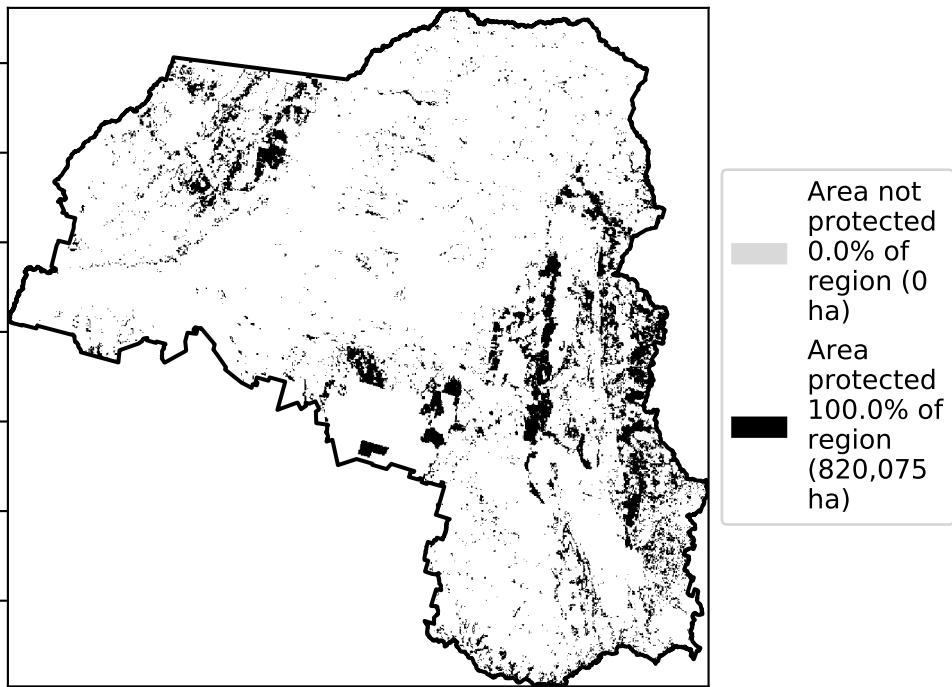 Area not
protected
0.0% of
region (0
ha)
Area
protected
100.0% of
region
(820,075
ha)